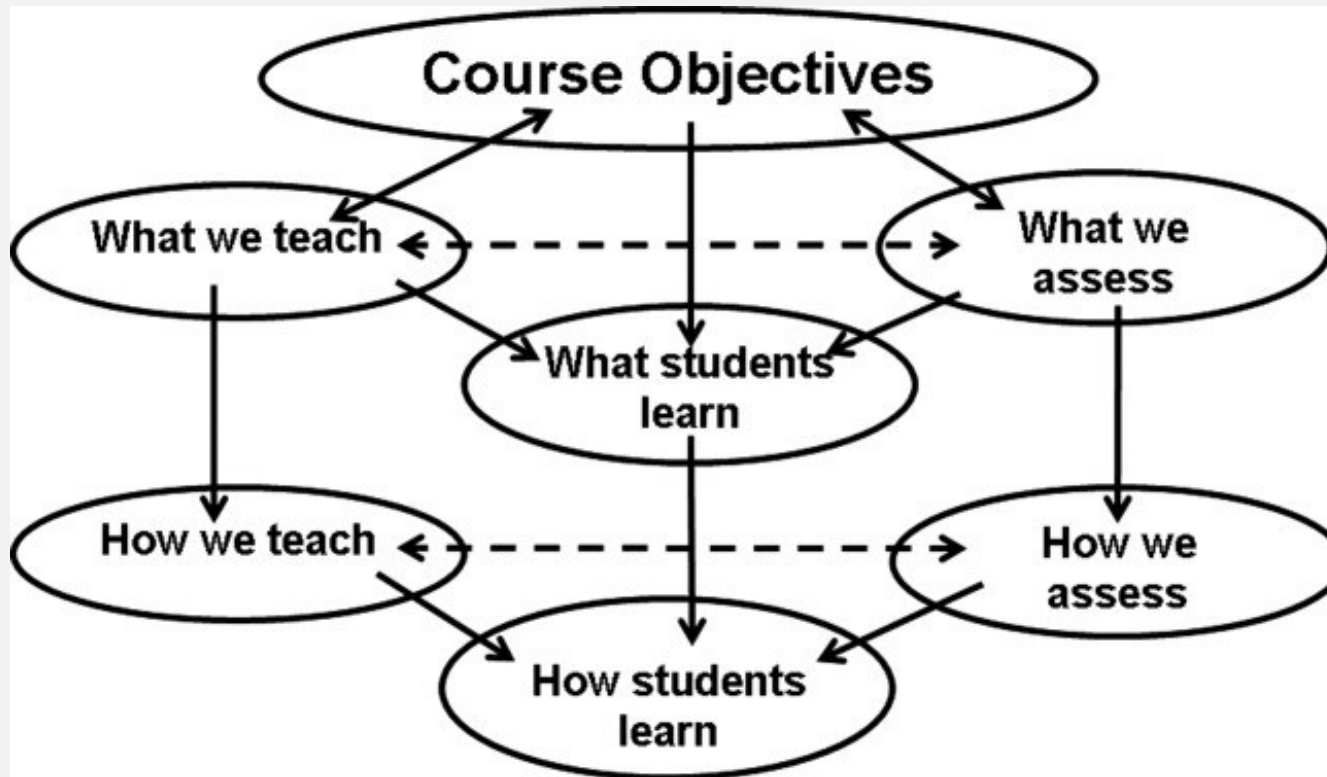 Course Objectives
What we teach
What we
assess
What students
learn
How we teach
How we
assess
How students
learn